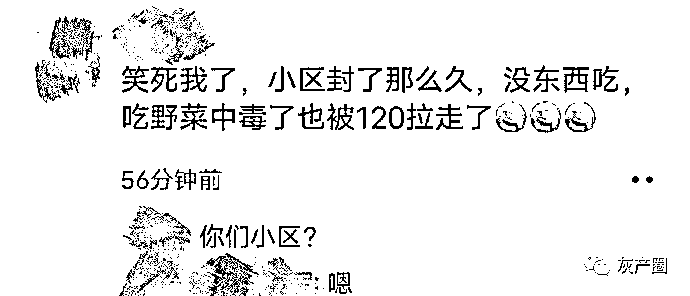 笑死我了，小区封了那么久，没东西吃，
吃野菜中毒了也被120拉走了
56分钟前
你们小区？
: 嗯
灰产圈